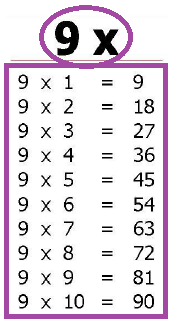 9 x
9 x 1 = 9
9 x 2 = 18
9 x 3 = 27
9 x 4 = 36
9 x 5 = 45
9 x 6 = 54
9 x 7 = 63
9 x 8 = 72
9 x 9 = 81
9 x 10 = 90